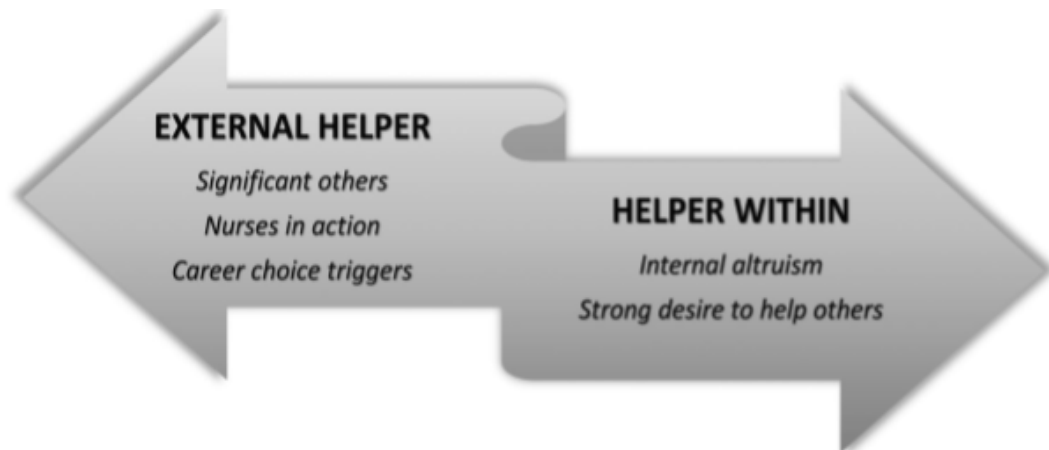 EXTERNAL HELPER
Significant others
Nurses in action
Career choice triggers
HELPER WITHIN
Internal altruism
Strong desire to help others